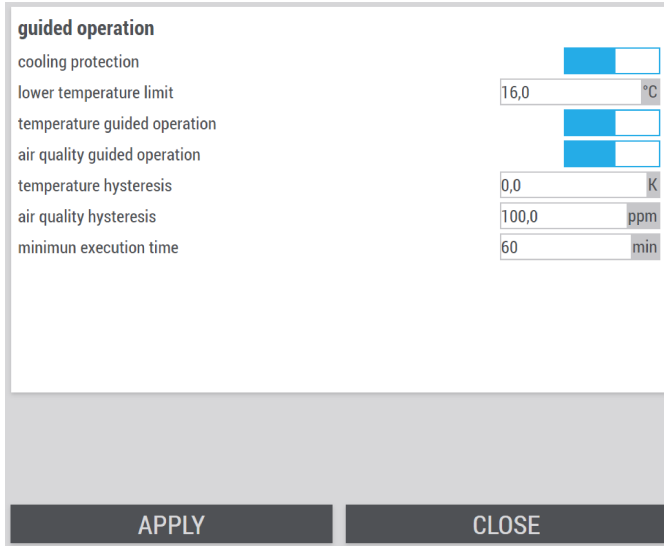 guided operation
cooling protection
lower temperature limit 16,0 °C
temperature guided operation
air quality guided operation
temperature hysteresis 0,0 K
air quality hysteresis 100,0 ppm
minimun execution time 60 min
APPLY CLOSE